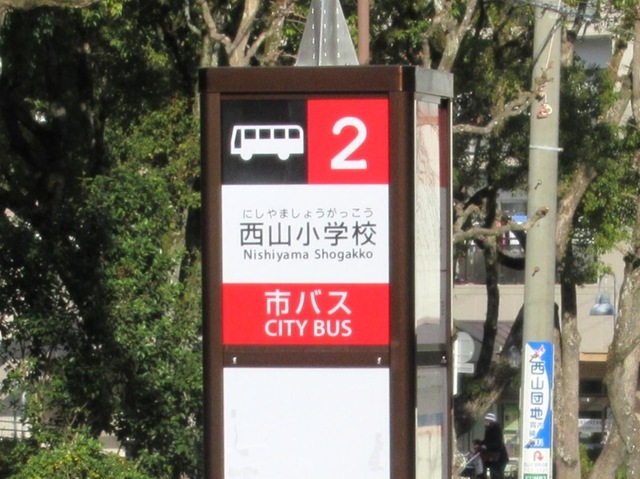 2
にしやましょうがっこう
西山小学校
Nishiyama Shogakko
市バス
CITY BUS
西山団地